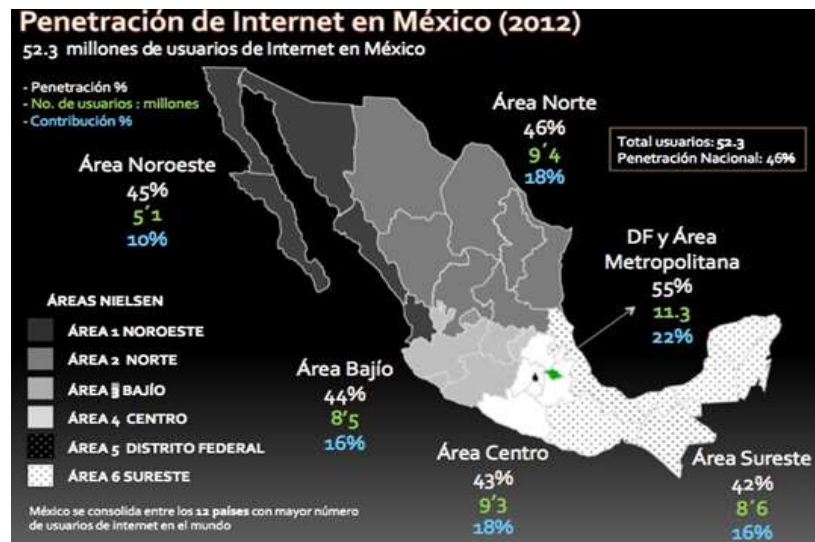 Penetración de Internet en México (2012)
52.3 millones de usuarios de Internet en México
- Penetración %
- No. de usuarios : millones
- Contribución %
Área Norte
46%
9´4
18%
Total usuarios: 52.3
Penetración Nacional: 46%
Área Noroeste
45%
5´1
10%
DF y Área
Metropolitana
55%
11.3
22%
ÁREAS NIELSEN
ÁREA 1 NOROESTE
ÁREA 2 NORTE
ÁREA 3 BAJÍO
ÁREA 4 CENTRO
ÁREA 5 DISTRITO FEDERAL
ÁREA 6 SURESTE
Área Bajío
44%
8´5
16%
Área Centro
43%
9´3
18%
Área Sureste
42%
8´6
16%
México se consolida entre los 12 países con mayor número
de usuarios de internet en el mundo